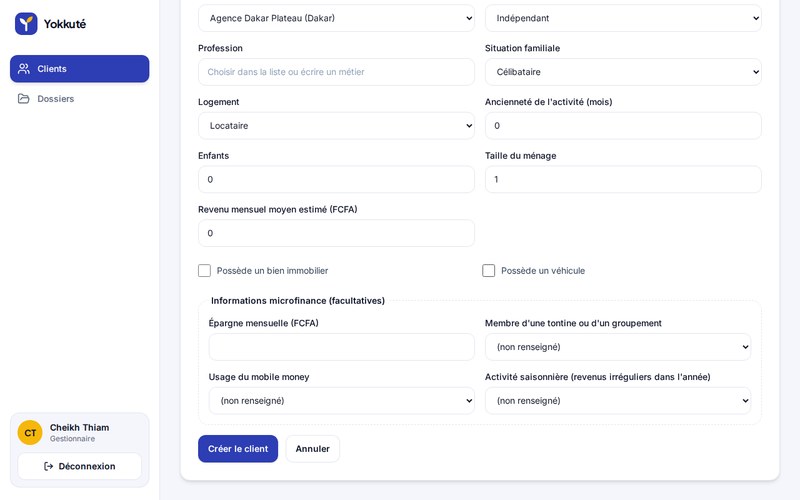 Yokkuté
Clients
Dossiers
Agence Dakar Plateau (Dakar)
Indépendant
Profession
Situation familiale
Choisir dans la liste ou écrire un métier
Célibataire
Logement
Ancienneté de l'activité (mois)
Locataire
0
Enfants
Taille du ménage
0
1
Revenu mensuel moyen estimé (FCFA)
0
Possède un bien immobilier
Possède un véhicule
Informations microfinance (facultatives)
Épargne mensuelle (FCFA)
Membre d'une tontine ou d'un groupement
(non renseigné)
Usage du mobile money
Activité saisonnière (revenus irréguliers dans l'année)
(non renseigné)
(non renseigné)
Créer le client
Annuler
CT
Cheikh Thiam
Gestionnaire
Déconnexion